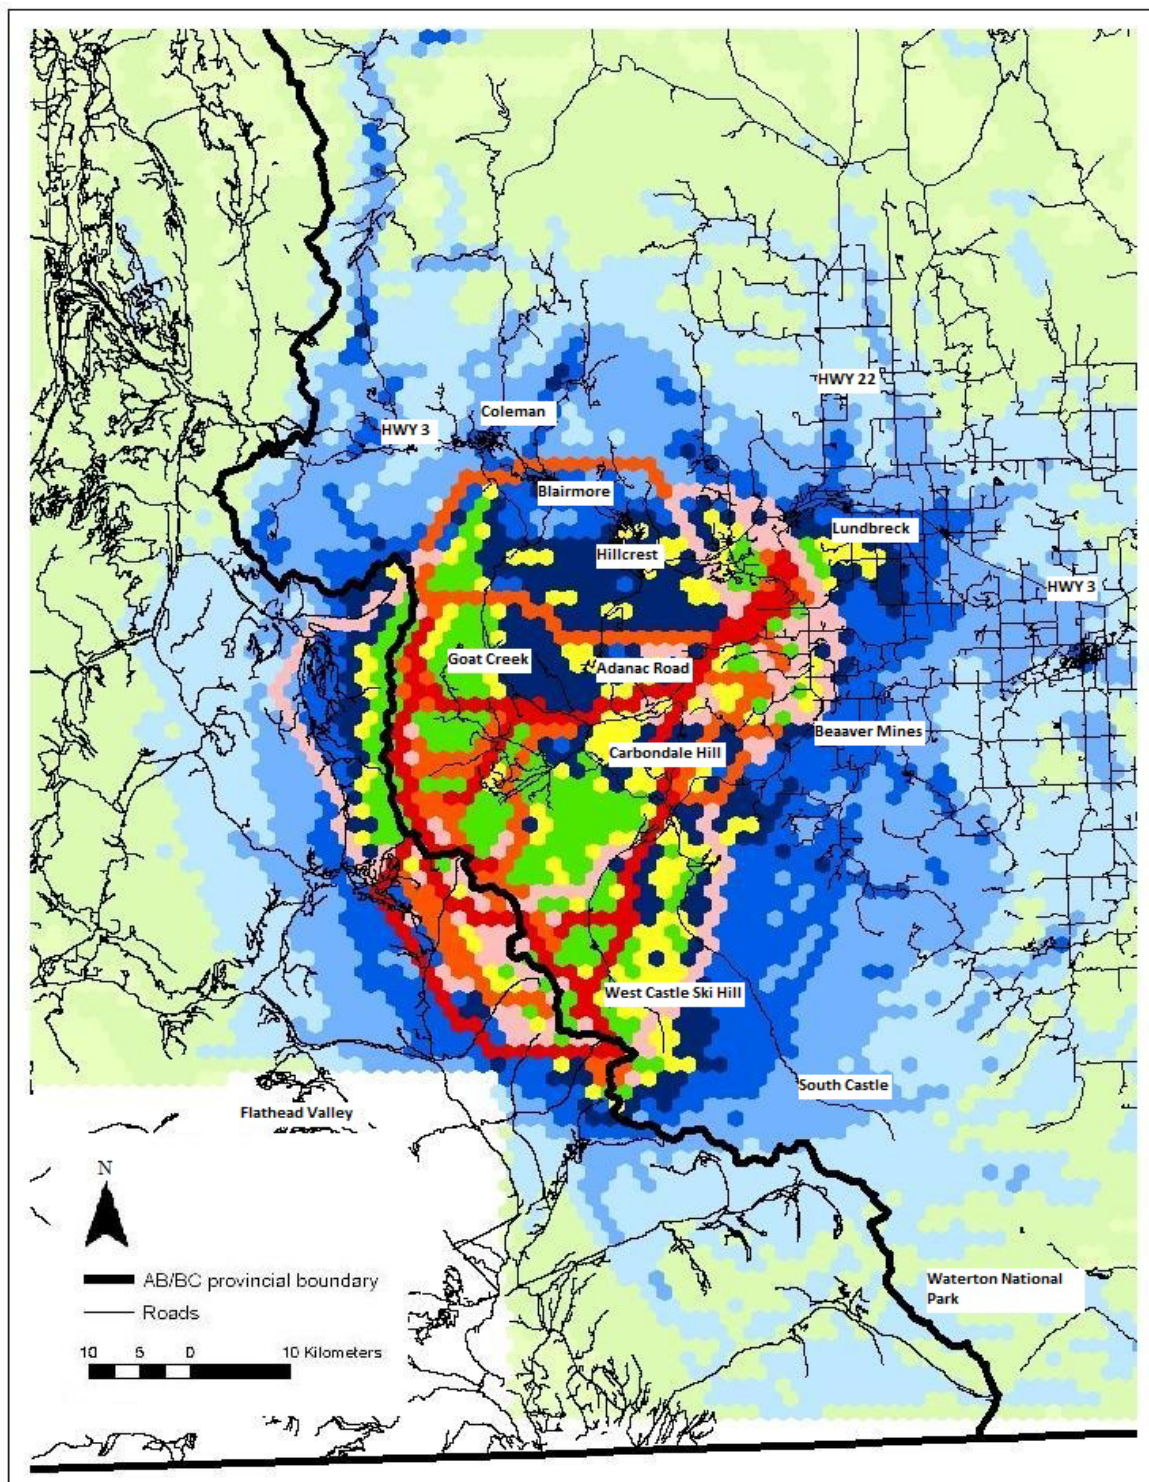 HWY 22
Coleman
HWY 3
Blairmore
Lundbreck
Hillcrest
HWY 3
Goat Creek
Adanac Road
Beaaver Mines
Carbondale Hill
West Castle Ski Hill
South Castle
Flathead Valley
N
AB/BC provincial boundary
Roads
10 5 0 10 Kilometers
Waterton National
Park